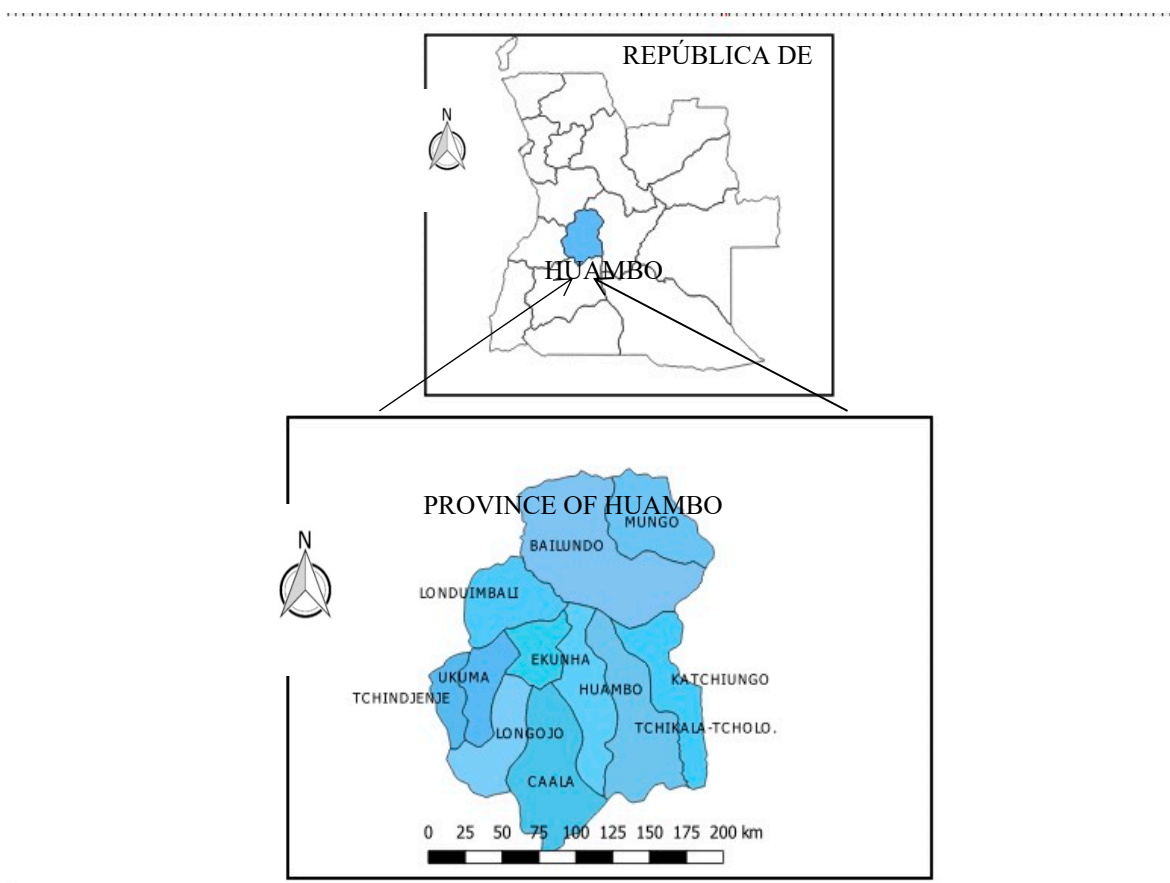 REPÚBLICA DE
N
HUAMBO
PROVINCE OF HUAMBO
MUNGO
BAILUNDO
N
LONDUIMBALI
EKUNHA
UKUMA
KATCHIUNGO
HUAMBO
TCHINDJENJE
TCHIKALA-TCHOLO.
LONGOJO
CAALA
0 25 50 75 100 125 150 175 200 km